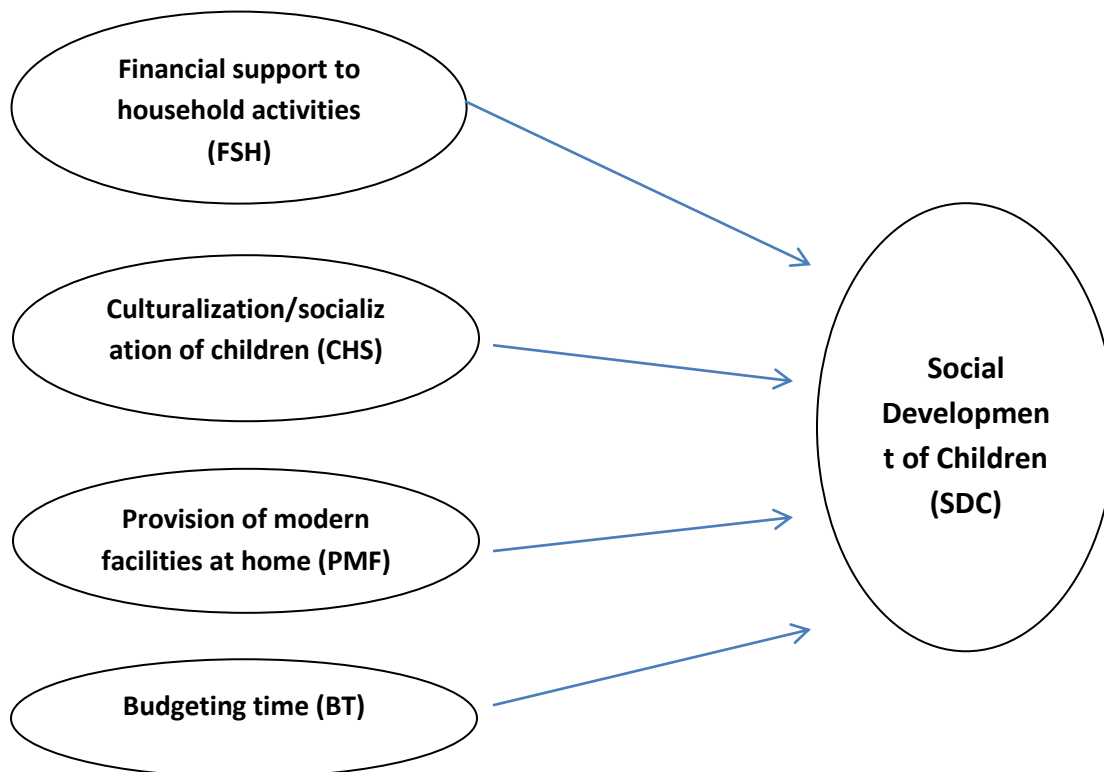 Financial support to
household activities
(FSH)
Culturalization/socializ
ation of children (CHS)
Provision of modern
facilities at home (PMF)
Budgeting time (BT)
Social
Developmen
t of Children
(SDC)